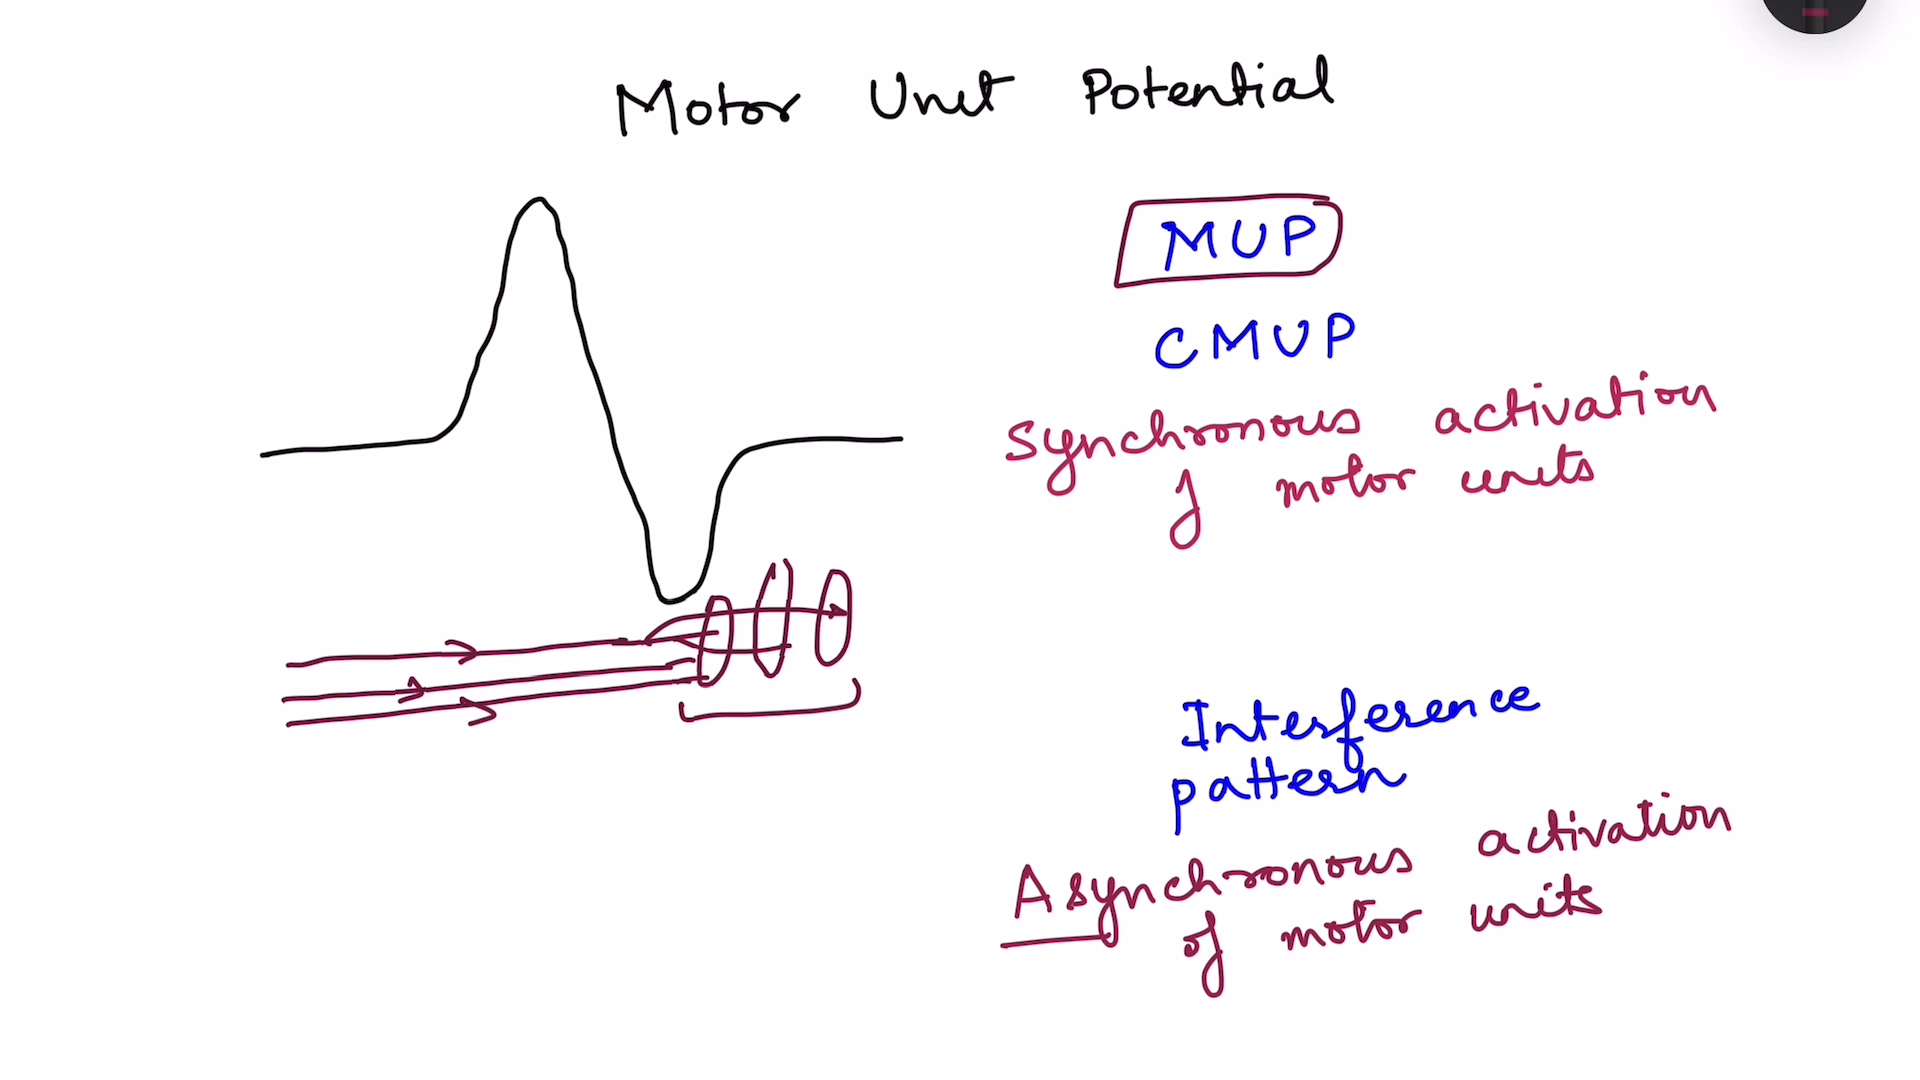 Motor Unit Potential
MUP
CMUP
Synchronous activation
of motor units
Interference
pattern
Asynchronous activation
of motor units